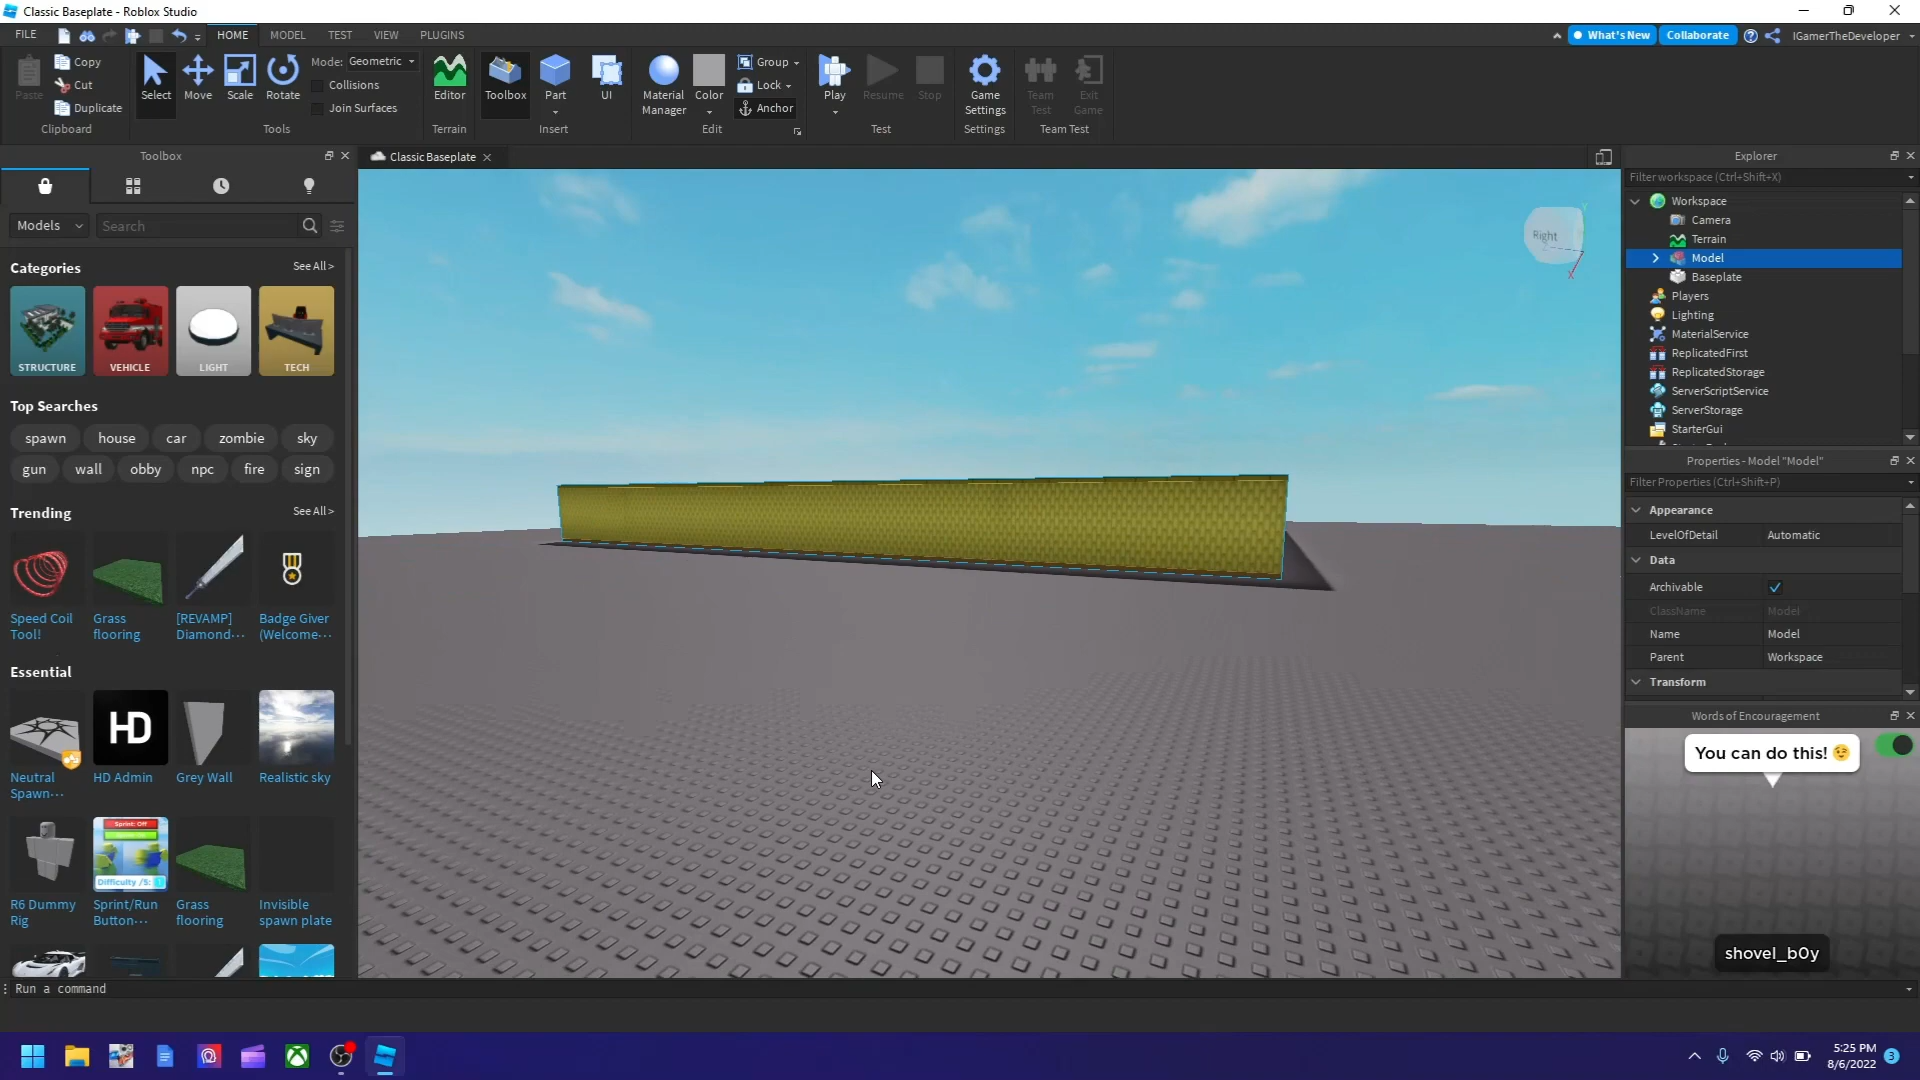 Classic Baseplate - Roblox Studio
FILE
HOME
MODEL
TEST
VIEW
PLUGINS
What's New
Collaborate
IGamerTheDeveloper
Paste
Copy
Cut
Duplicate
Clipboard
Select
Move
Scale
Rotate
Mode: Geometric
Collisions
Join Surfaces
Tools
Editor
Terrain
Toolbox
Part
UI
Insert
Material Manager
Color
Group
Lock
Anchor
Edit
Play
Resume
Stop
Test
Game Settings
Settings
Team Test
Exit Game
Team Test
Toolbox
Models
Search
Categories
See All >
STRUCTURE
VEHICLE
LIGHT
TECH
Top Searches
spawn
house
car
zombie
sky
gun
wall
obby
npc
fire
sign
Trending
See All >
Speed Coil Tool!
Grass flooring
[REVAMP] Diamond...
Badge Giver (Welcome...
Essential
Neutral Spawn...
HD
HD Admin
Grey Wall
Realistic sky
R6 Dummy Rig
Sprint: Off
Difficulty /5: 1
Sprint/Run Button...
Grass flooring
Invisible spawn plate
Classic Baseplate
Right
Y
X
Explorer
Filter workspace (Ctrl+Shift+X)
Workspace
Camera
Terrain
Model
Baseplate
Players
Lighting
MaterialService
ReplicatedFirst
ReplicatedStorage
ServerScriptService
ServerStorage
StarterGui
Properties - Model "Model"
Filter Properties (Ctrl+Shift+P)
Appearance
LevelOfDetail Automatic
Data
Archivable
ClassName Model
Name Model
Parent Workspace
Transform
Words of Encouragement
You can do this! 😉
shovel_b0y
Run a command
5:25 PM
8/6/2022
3